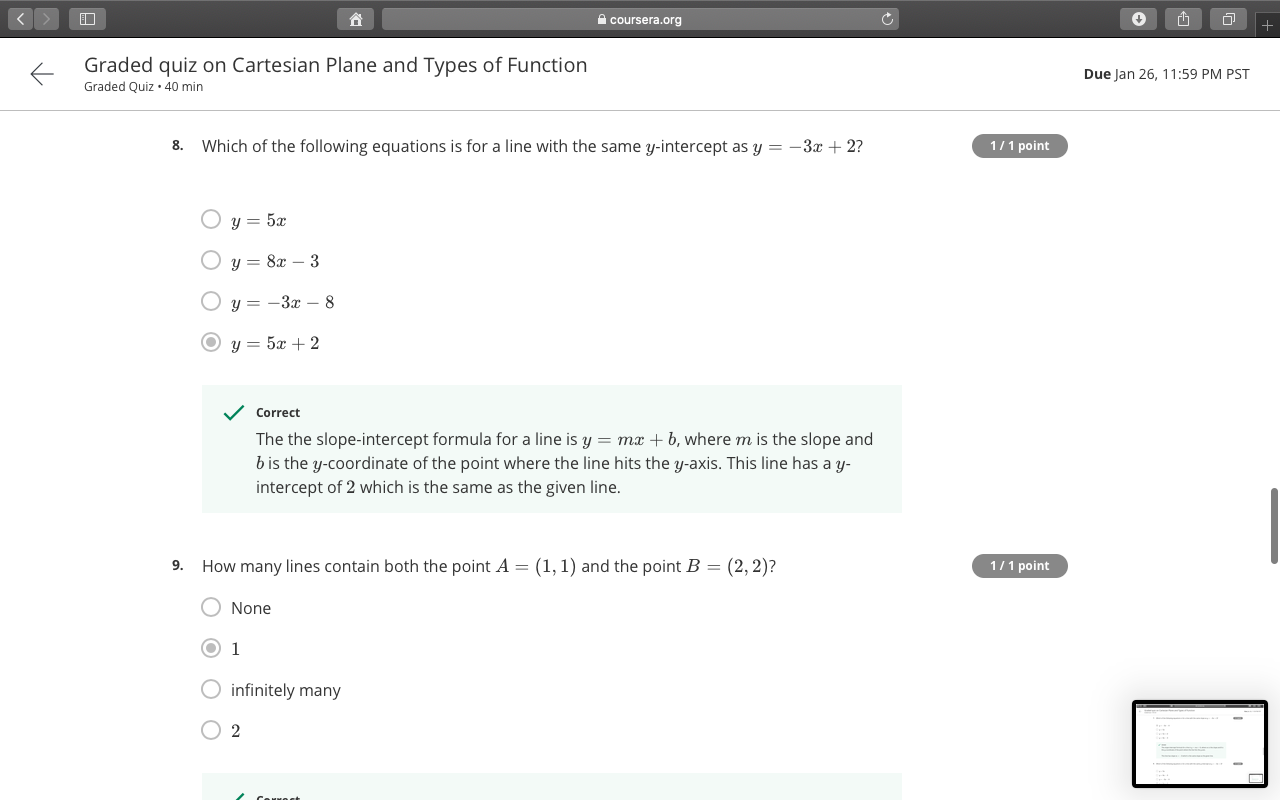 coursera.org
Graded quiz on Cartesian Plane and Types of Function
Graded Quiz • 40 min
Due Jan 26, 11:59 PM PST
8. Which of the following equations is for a line with the same y-intercept as y = −3x + 2?
1 / 1 point
y = 5x
y = 8x − 3
y = −3x − 8
y = 5x + 2
Correct
The the slope-intercept formula for a line is y = mx + b, where m is the slope and
b is the y-coordinate of the point where the line hits the y-axis. This line has a y-
intercept of 2 which is the same as the given line.
9. How many lines contain both the point A = (1, 1) and the point B = (2, 2)?
1 / 1 point
None
1
infinitely many
2
Correct